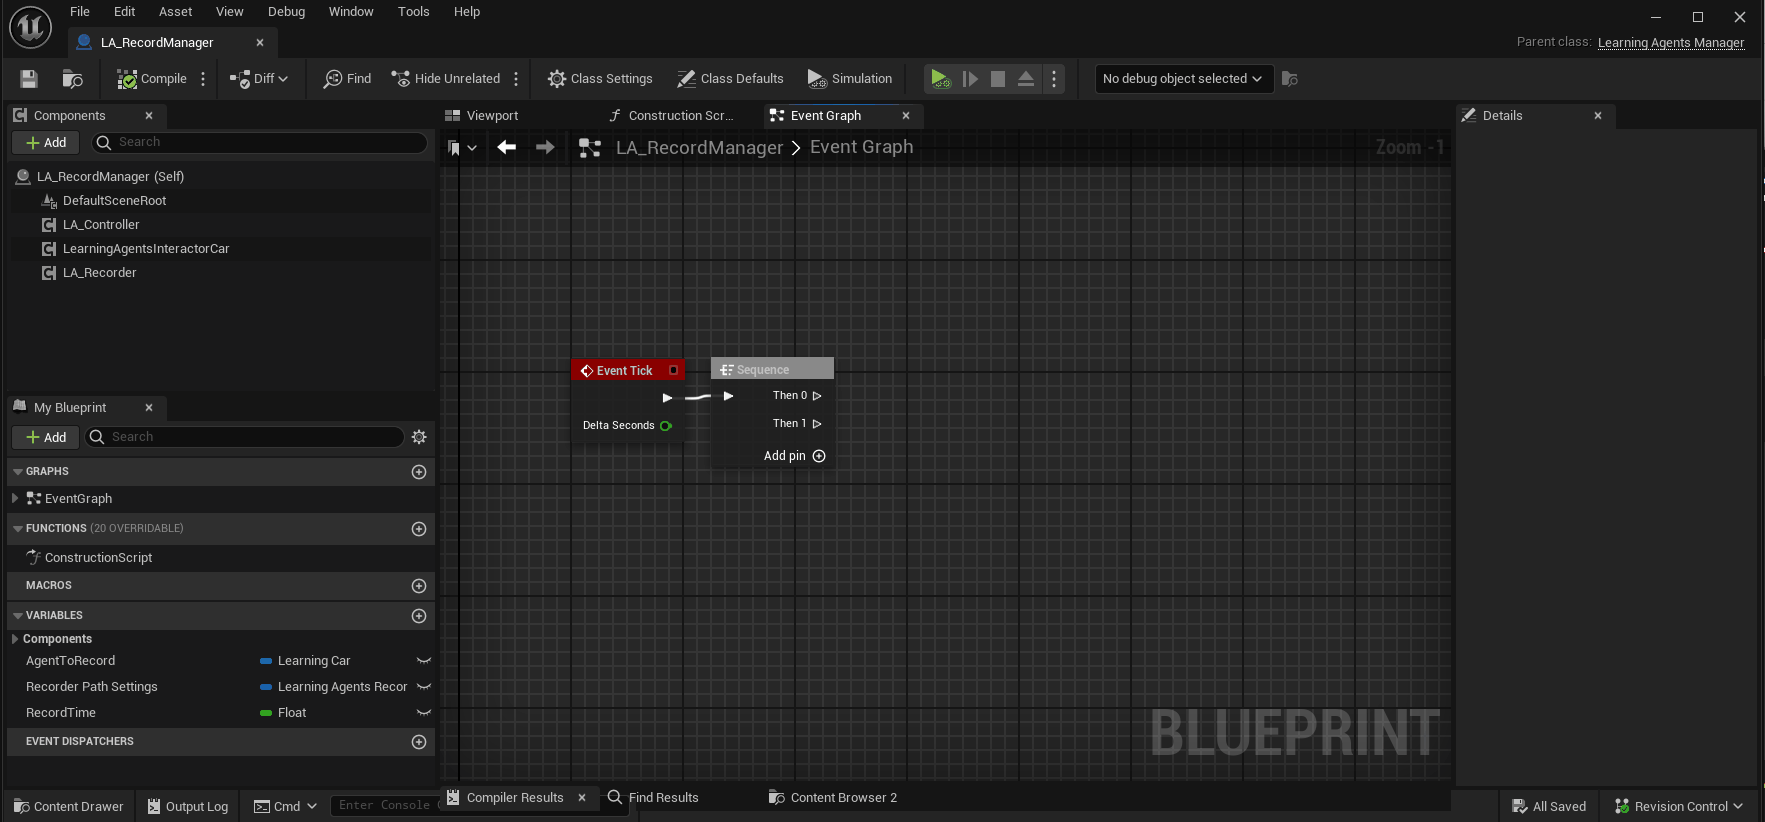 File Edit Asset View Debug Window Tools Help
LA_RecordManager
Parent class: Learning Agents Manager
Compile Diff Find Hide Unrelated Class Settings Class Defaults Simulation No debug object selected
Components
Viewport Construction Scr... Event Graph
Details
Add Search
LA_RecordManager > Event Graph
Zoom -1
LA_RecordManager (Self)
DefaultSceneRoot
LA_Controller
LearningAgentsInteractorCar
LA_Recorder
Event Tick
Delta Seconds
Sequence
Then 0
Then 1
Add pin
My Blueprint
Add Search
GRAPHS
EventGraph
FUNCTIONS (20 OVERRIDABLE)
ConstructionScript
MACROS
VARIABLES
Components
AgentToRecord Learning Car
Recorder Path Settings Learning Agents Recor
RecordTime Float
EVENT DISPATCHERS
BLUEPRINT
Compiler Results Find Results Content Browser 2
Content Drawer Output Log Cmd Enter Console All Saved Revision Control